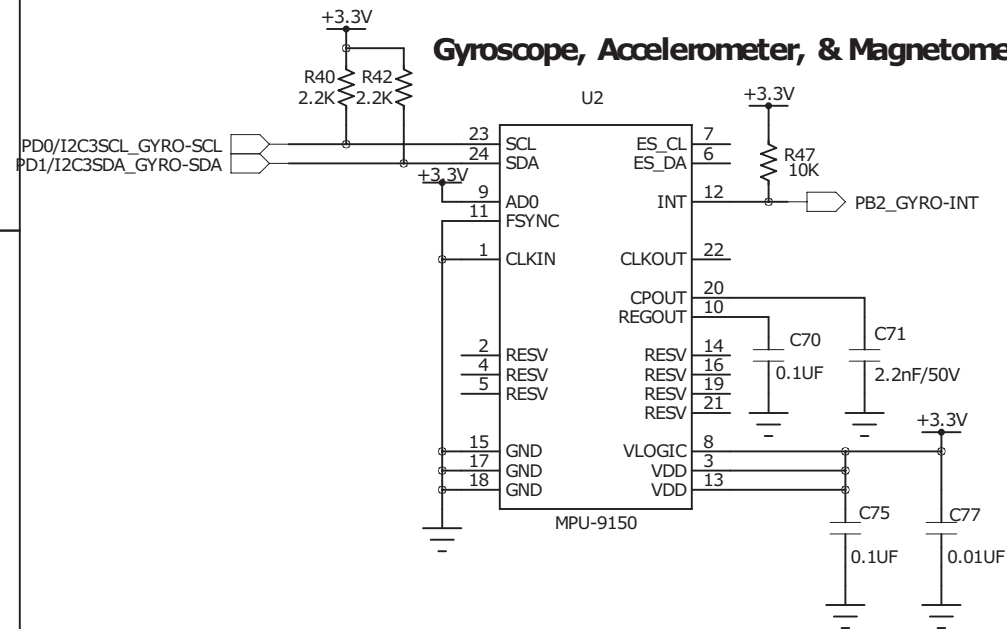 +3.3V
Gyroscope, Accelerometer, & Magnetome
R40 R42
2.2K 2.2K
U2
+3.3V
R47
10K
PD0/I2C3SCL_GYRO-SCL
PD1/I2C3SDA_GYRO-SDA
23 SCL
24 SDA
+3.3V
9 AD0
11 FSYNC
1 CLKIN
2 RESV
4 RESV
5 RESV
15 GND
17 GND
18 GND
ES_CL 7
ES_DA 6
INT 12
PB2_GYRO-INT
CLKOUT 22
CPOUT 20
REGOUT 10
RESV 14
RESV 16
RESV 19
RESV 21
VLOGIC 8
VDD 3
VDD 13
MPU-9150
C70
0.1UF
C71
2.2nF/50V
+3.3V
C75
0.1UF
C77
0.01UF